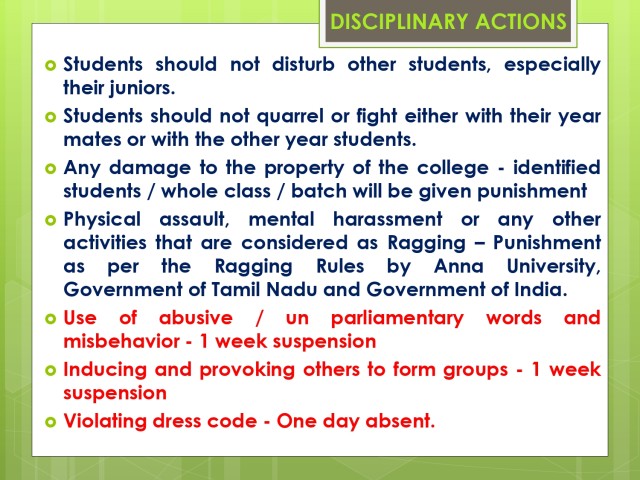 DISCIPLINARY ACTIONS
Students should not disturb other students, especially
their juniors.
Students should not quarrel or fight either with their year
mates or with the other year students.
Any damage to the property of the college - identified
students / whole class / batch will be given punishment
Physical assault, mental harassment or any other
activities that are considered as Ragging – Punishment
as per the Ragging Rules by Anna University,
Government of Tamil Nadu and Government of India.
Use of abusive / un parliamentary words and
misbehavior - 1 week suspension
Inducing and provoking others to form groups - 1 week
suspension
Violating dress code - One day absent.